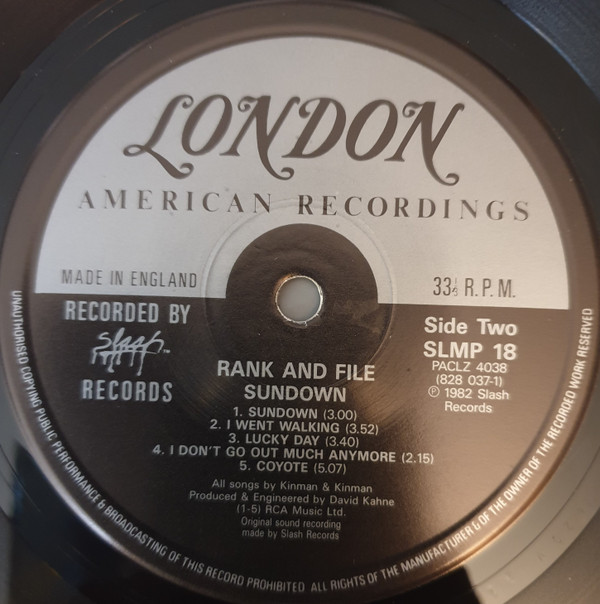 LONDON
AMERICAN RECORDINGS
MADE IN ENGLAND
33⅓ R.P.M.
RECORDED BY
slash™
RECORDS
Side Two
SLMP 18
PACLZ 4038
(828 037-1)
℗ 1982 Slash
Records
RANK AND FILE
SUNDOWN
1. SUNDOWN (3.00)
2. I WENT WALKING (3.52)
3. LUCKY DAY (3.40)
4. I DON'T GO OUT MUCH ANYMORE (2.15)
5. COYOTE (5.07)
All songs by Kinman & Kinman
Produced & Engineered by David Kahne
(1-5) RCA Music Ltd.
Original sound recording
made by Slash Records
UNAUTHORISED COPYING PUBLIC PERFORMANCE & BROADCASTING OF THIS RECORD PROHIBITED ALL RIGHTS OF THE MANUFACTURER & OF THE OWNER OF THE RECORDED WORK RESERVED